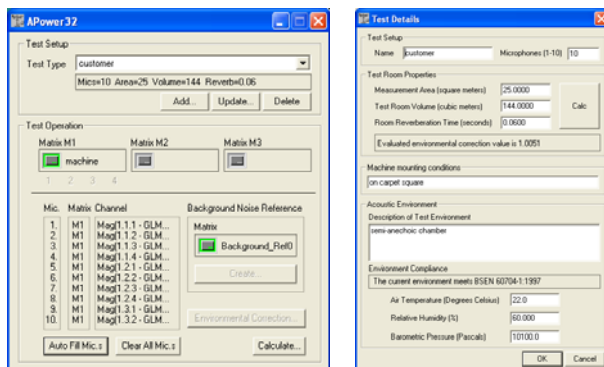 APower32
Test Setup
Test Type customer
Mics=10 Area=25 Volume=144 Reverb=0.06
Add... Update... Delete
Test Operation
Matrix M1 Matrix M2 Matrix M3
machine
1 2 3 4
Mic. Matrix Channel Background Noise Reference
Matrix
1. M1 Mag(1.1.1 - GLM...
2. M1 Mag(1.1.2 - GLM...
3. M1 Mag(1.1.3 - GLM...
4. M1 Mag(1.1.4 - GLM...
5. M1 Mag(1.2.1 - GLM...
6. M1 Mag(1.2.2 - GLM...
7. M1 Mag(1.2.3 - GLM...
8. M1 Mag(1.2.4 - GLM...
9. M1 Mag(1.3.1 - GLM...
10. M1 Mag(1.3.2 - GLM...
Background_Ref0
Create...
Environmental Correction...
Auto Fill Mic.s Clear All Mic.s Calculate...
Test Details
Test Setup
Name customer Microphones (1-10) 10
Test Room Properties
Measurement Area (square meters) 25.0000
Test Room Volume (cubic meters) 144.0000 Calc
Room Reverberation Time (seconds) 0.0600
Evaluated environmental correction value is 1.0051
Machine mounting conditions
on carpet square
Acoustic Environment
Description of Test Environment
semi-anechoic chamber
Environment Compliance
The current environment meets BSEN 60704-1:1997
Air Temperature (Degrees Celsius) 22.0
Relative Humidity (%) 60.000
Barometric Pressure (Pascals) 10100.0
OK Cancel